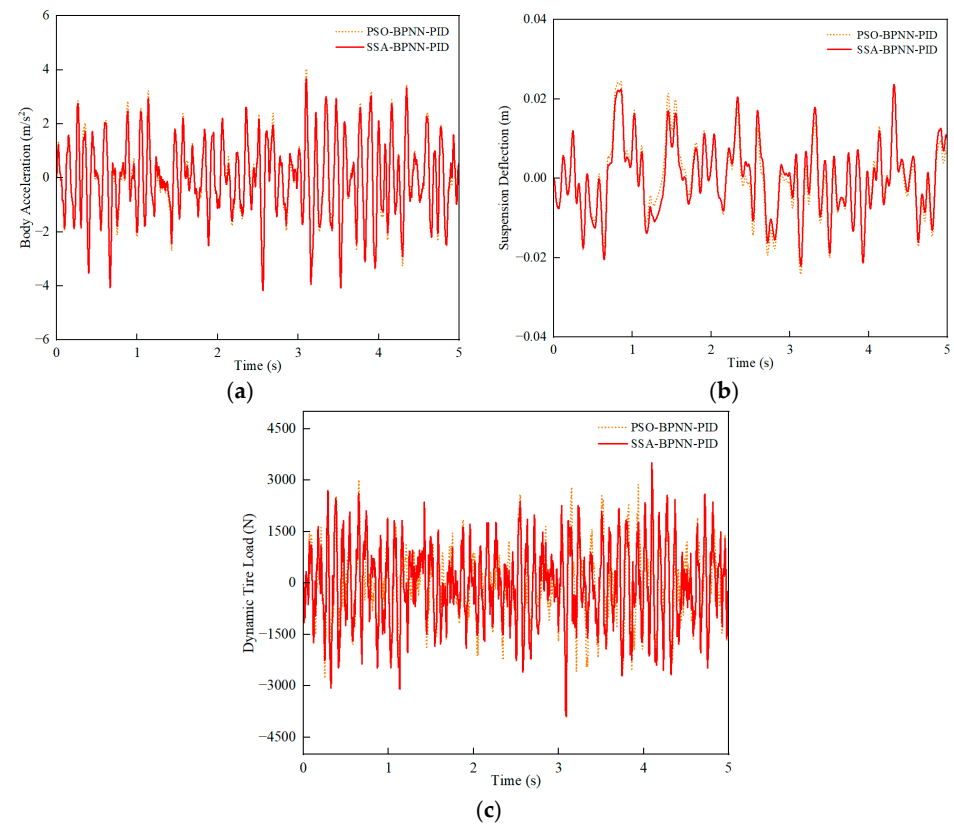 6
4
2
0
−2
−4
−6
Body Acceleration (m/s²)
PSO-BPNN-PID
SSA-BPNN-PID
0 1 2 3 4 5
Time (s)
(a)
0.04
0.02
0.00
−0.02
−0.04
Suspension Deflection (m)
PSO-BPNN-PID
SSA-BPNN-PID
0 1 2 3 4 5
Time (s)
(b)
4500
3000
1500
0
−1500
−3000
−4500
Dynamic Tire Load (N)
PSO-BPNN-PID
SSA-BPNN-PID
0 1 2 3 4 5
Time (s)
(c)